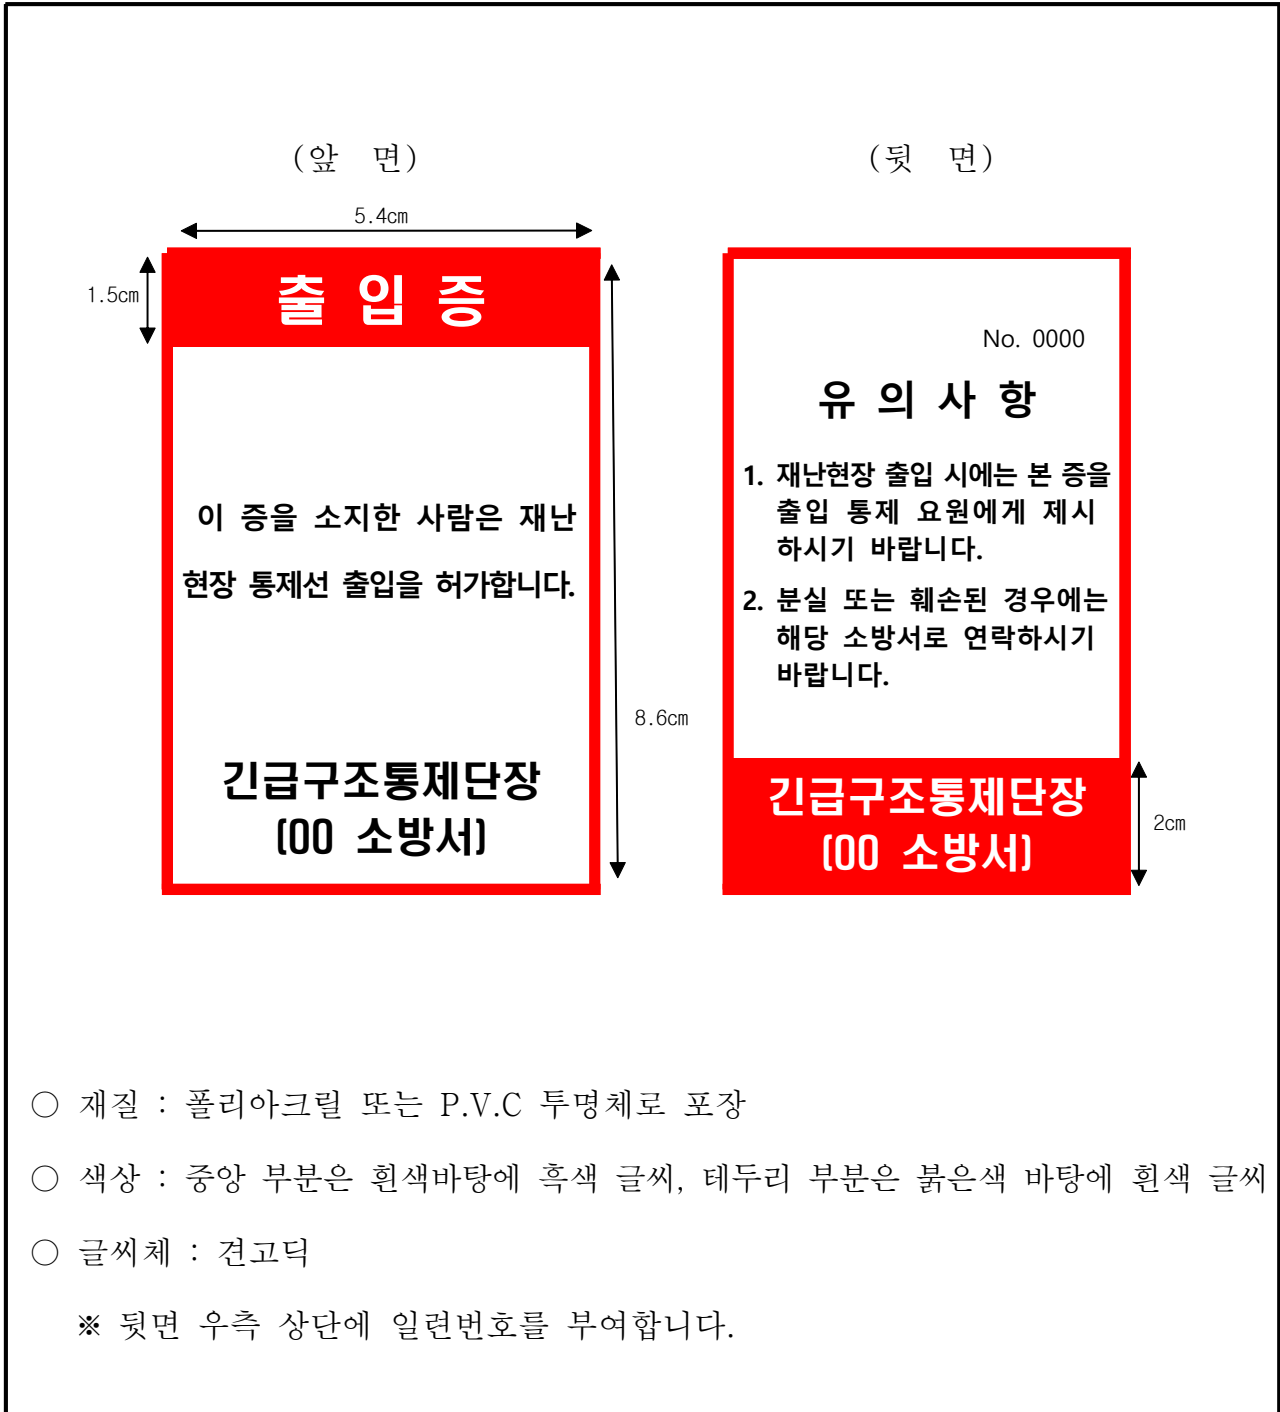 (앞 면)
5.4cm
1.5cm
출 입 증
이 증을 소지한 사람은 재난
현장 통제선 출입을 허가합니다.
8.6cm
긴급구조통제단장
(00 소방서)
(뒷 면)
No. 0000
유 의 사 항
1. 재난현장 출입 시에는 본 증을
출입 통제 요원에게 제시
하시기 바랍니다.
2. 분실 또는 훼손된 경우에는
해당 소방서로 연락하시기
바랍니다.
긴급구조통제단장
(00 소방서)
2cm
○ 재질 : 폴리아크릴 또는 P.V.C 투명체로 포장
○ 색상 : 중앙 부분은 흰색바탕에 흑색 글씨, 테두리 부분은 붉은색 바탕에 흰색 글씨
○ 글씨체 : 견고딕
※ 뒷면 우측 상단에 일련번호를 부여합니다.